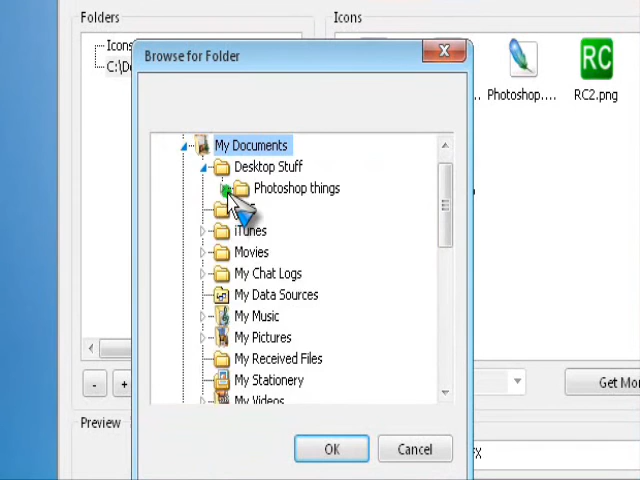 Folders
Icons
Icons
C:\Do
Browse for Folder
Photoshop....
RC2.png
My Documents
Desktop Stuff
Photoshop things
iTunes
Movies
My Chat Logs
My Data Sources
My Music
My Pictures
My Received Files
My Stationery
My Videos
- +
Get Mor
Preview
OK
Cancel